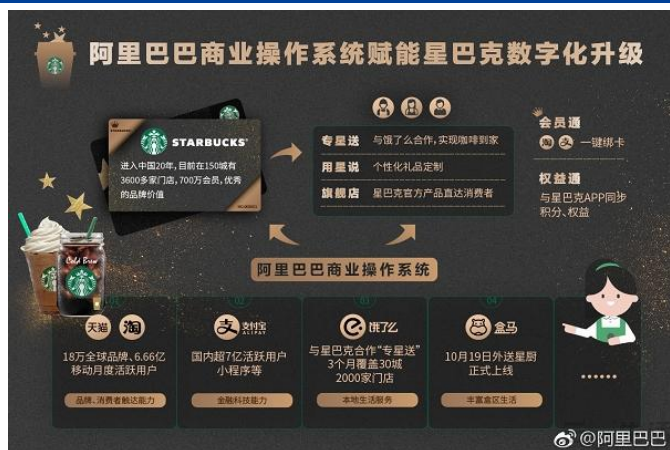 阿里巴巴商业操作系统赋能星巴克数字化升级
STARBUCKS
进入中国20年,目前在150城有
3600多家门店,700万会员,优秀
的品牌价值
专星送 与饿了么合作,实现咖啡到家
用星说 个性化礼品定制
旗舰店 星巴克官方产品直达消费者
会员通
淘 支 一键绑卡
权益通
与星巴克APP同步
积分、权益
阿里巴巴商业操作系统
Cold Brew
01
天猫 淘
18万全球品牌、6.66亿
移动月度活跃用户
品牌、消费者触达能力
02
支 支付宝
ALIPAY
国内超7亿活跃用户
小程序等
金融科技能力
03
饿了么
与星巴克合作“专星送”
3个月覆盖30城
2000家门店
本地生活服务
04
盒马
10月19日外送星厨
正式上线
丰富盒区生活
······
@阿里巴巴